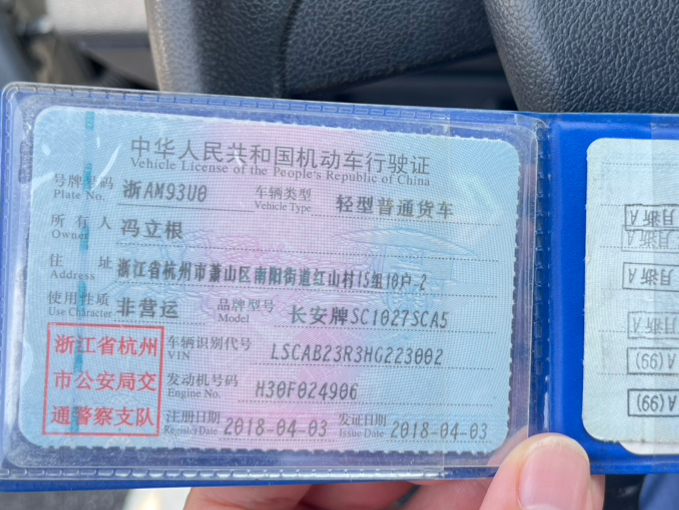 中华人民共和国机动车行驶证
Vehicle License of the People's Republic of China
号牌号码 浙AM93U0 车辆类型 轻型普通货车
Plate No. Vehicle Type
所有人 冯立根
Owner
住址 浙江省杭州市萧山区南阳街道红山村15组10户-2
Address
使用性质 非营运 品牌型号 长安牌SC1027SCA5
Use Character Model
浙江省杭州 车辆识别代号 LSCAB23R3HG223002
VIN
市公安局交 发动机号码 H30F024906
Engine No.
通警察支队 注册日期 2018-04-03 发证日期 2018-04-03
Register Date Issue Date